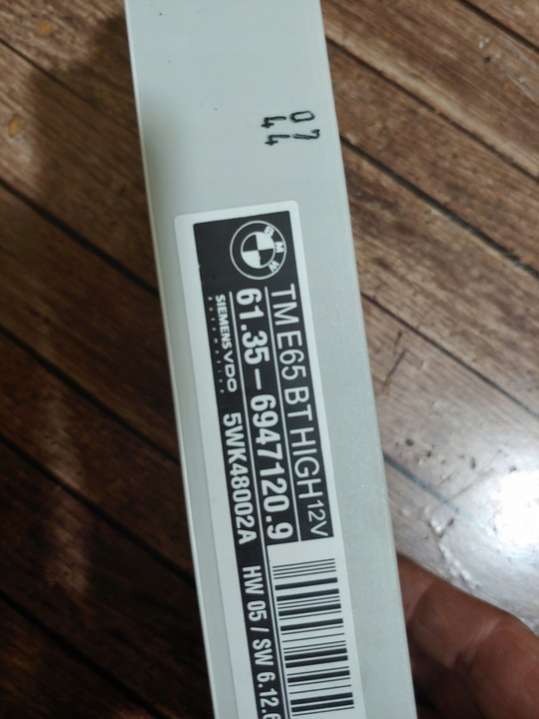 07
44
BMW
TM E65 BT HIGH 12V
61.35-6947120.9
SIEMENS VDO
Automotive
5WK48002A HW 05 / SW 6.12.6